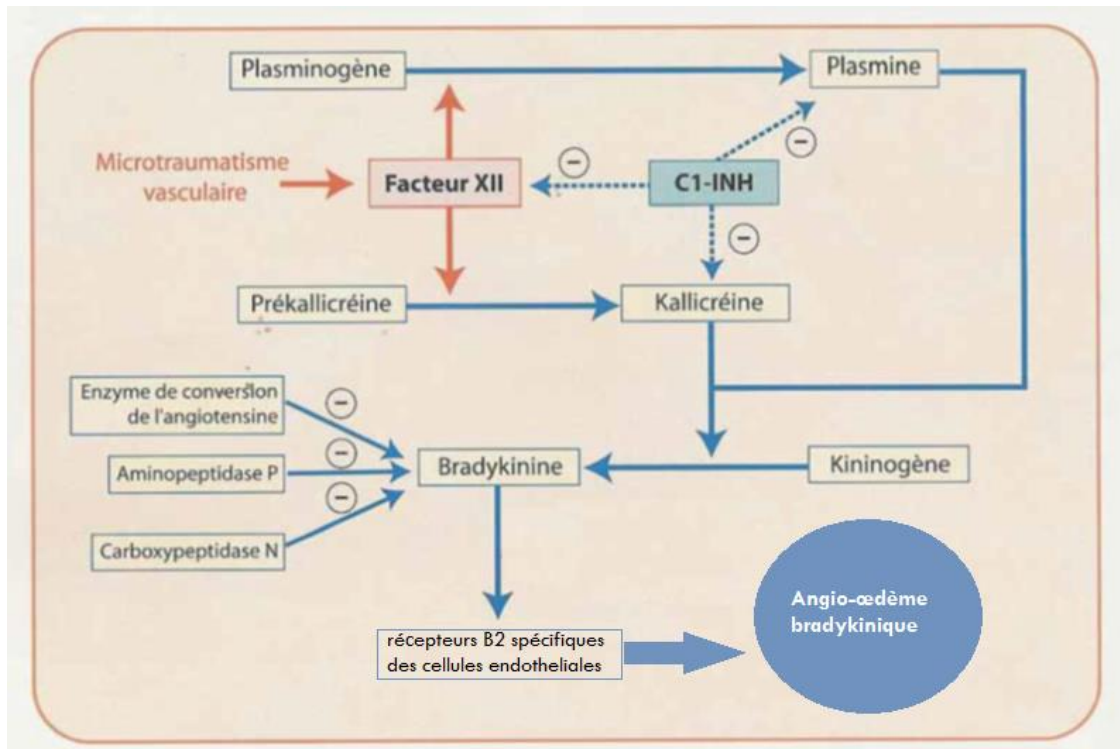 Plasminogène
Plasmine
Microtraumatisme
vasculaire
Facteur XII
−
C1-INH
−
−
Prékallicréine
Kallicréine
Enzyme de conversion
de l'angiotensine
−
Aminopeptidase P
−
Bradykinine
Kininogène
−
Carboxypeptidase N
récepteurs B2 spécifiques
des cellules endotheliales
Angio-œdème
bradykinique